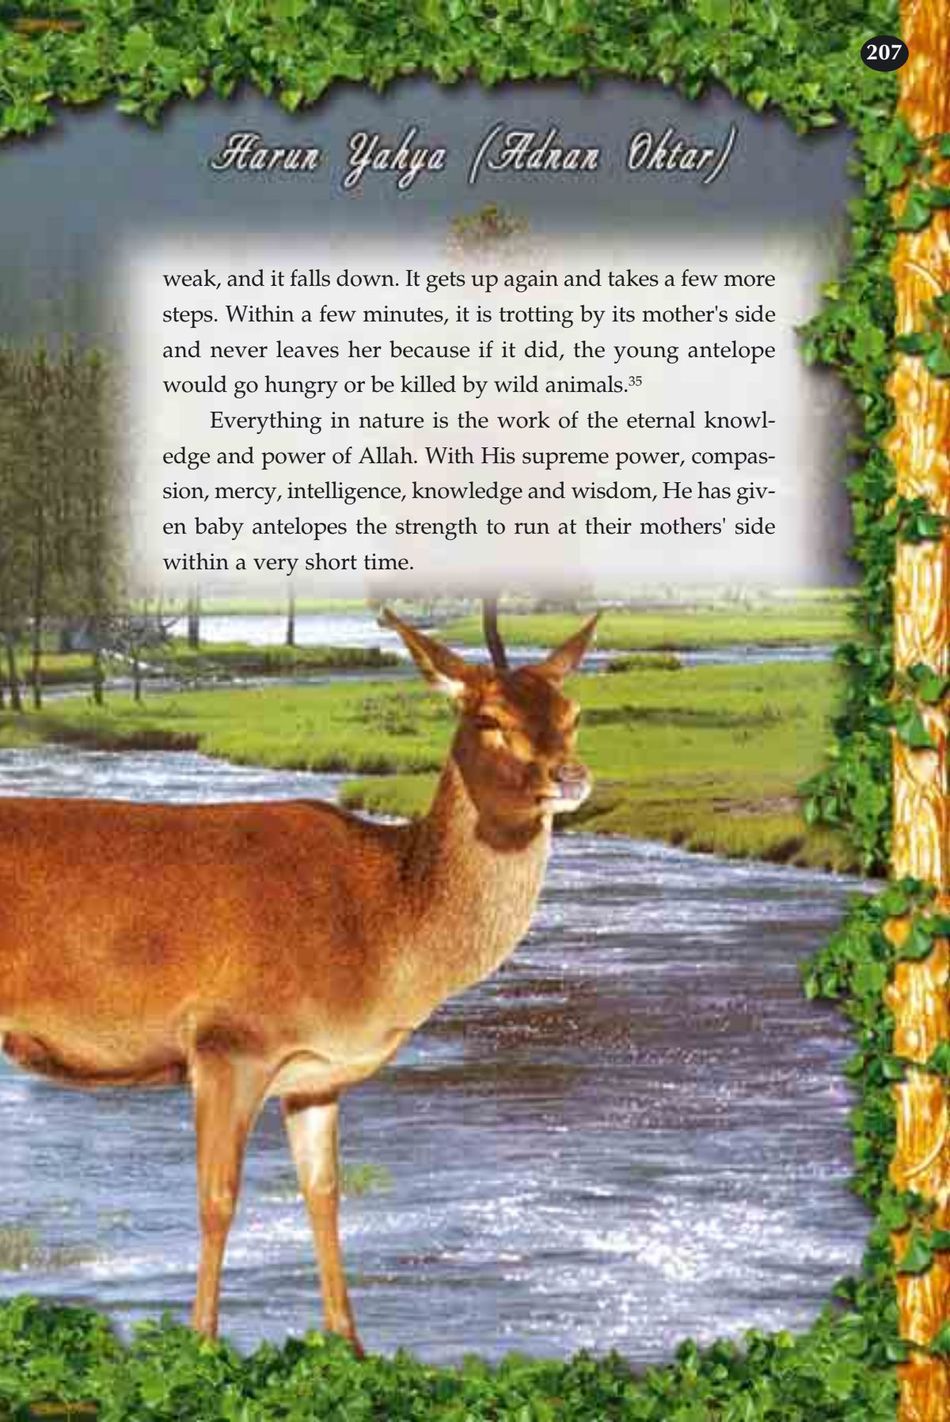 207
Harun Yahya (Adnan Oktar)
weak, and it falls down. It gets up again and takes a few more
steps. Within a few minutes, it is trotting by its mother's side
and never leaves her because if it did, the young antelope
would go hungry or be killed by wild animals.35
Everything in nature is the work of the eternal knowl-
edge and power of Allah. With His supreme power, compas-
sion, mercy, intelligence, knowledge and wisdom, He has giv-
en baby antelopes the strength to run at their mothers' side
within a very short time.